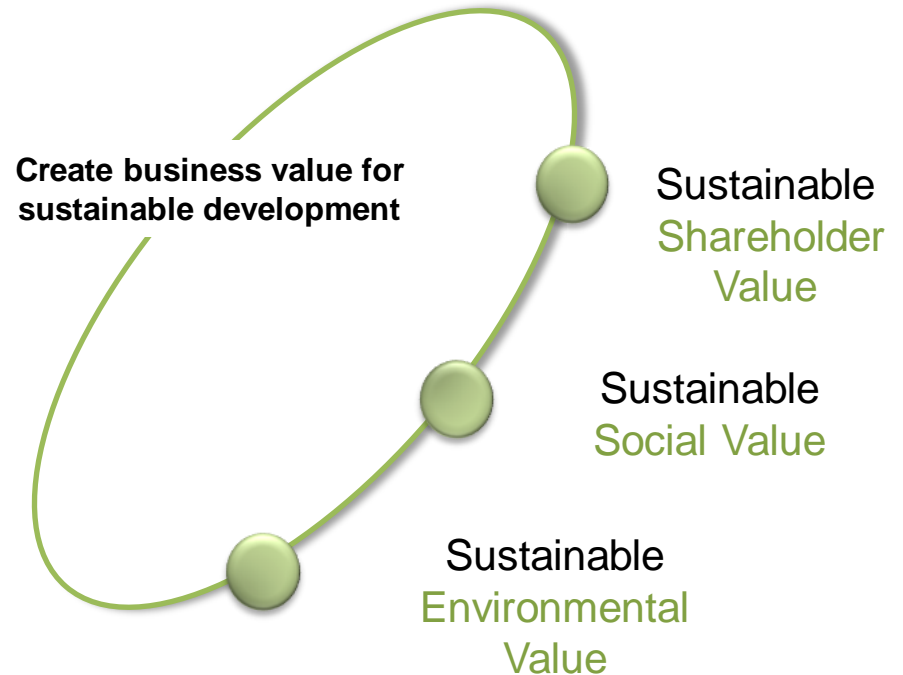 Create business value for
sustainable development
Sustainable
Shareholder
Value
Sustainable
Social Value
Sustainable
Environmental
Value